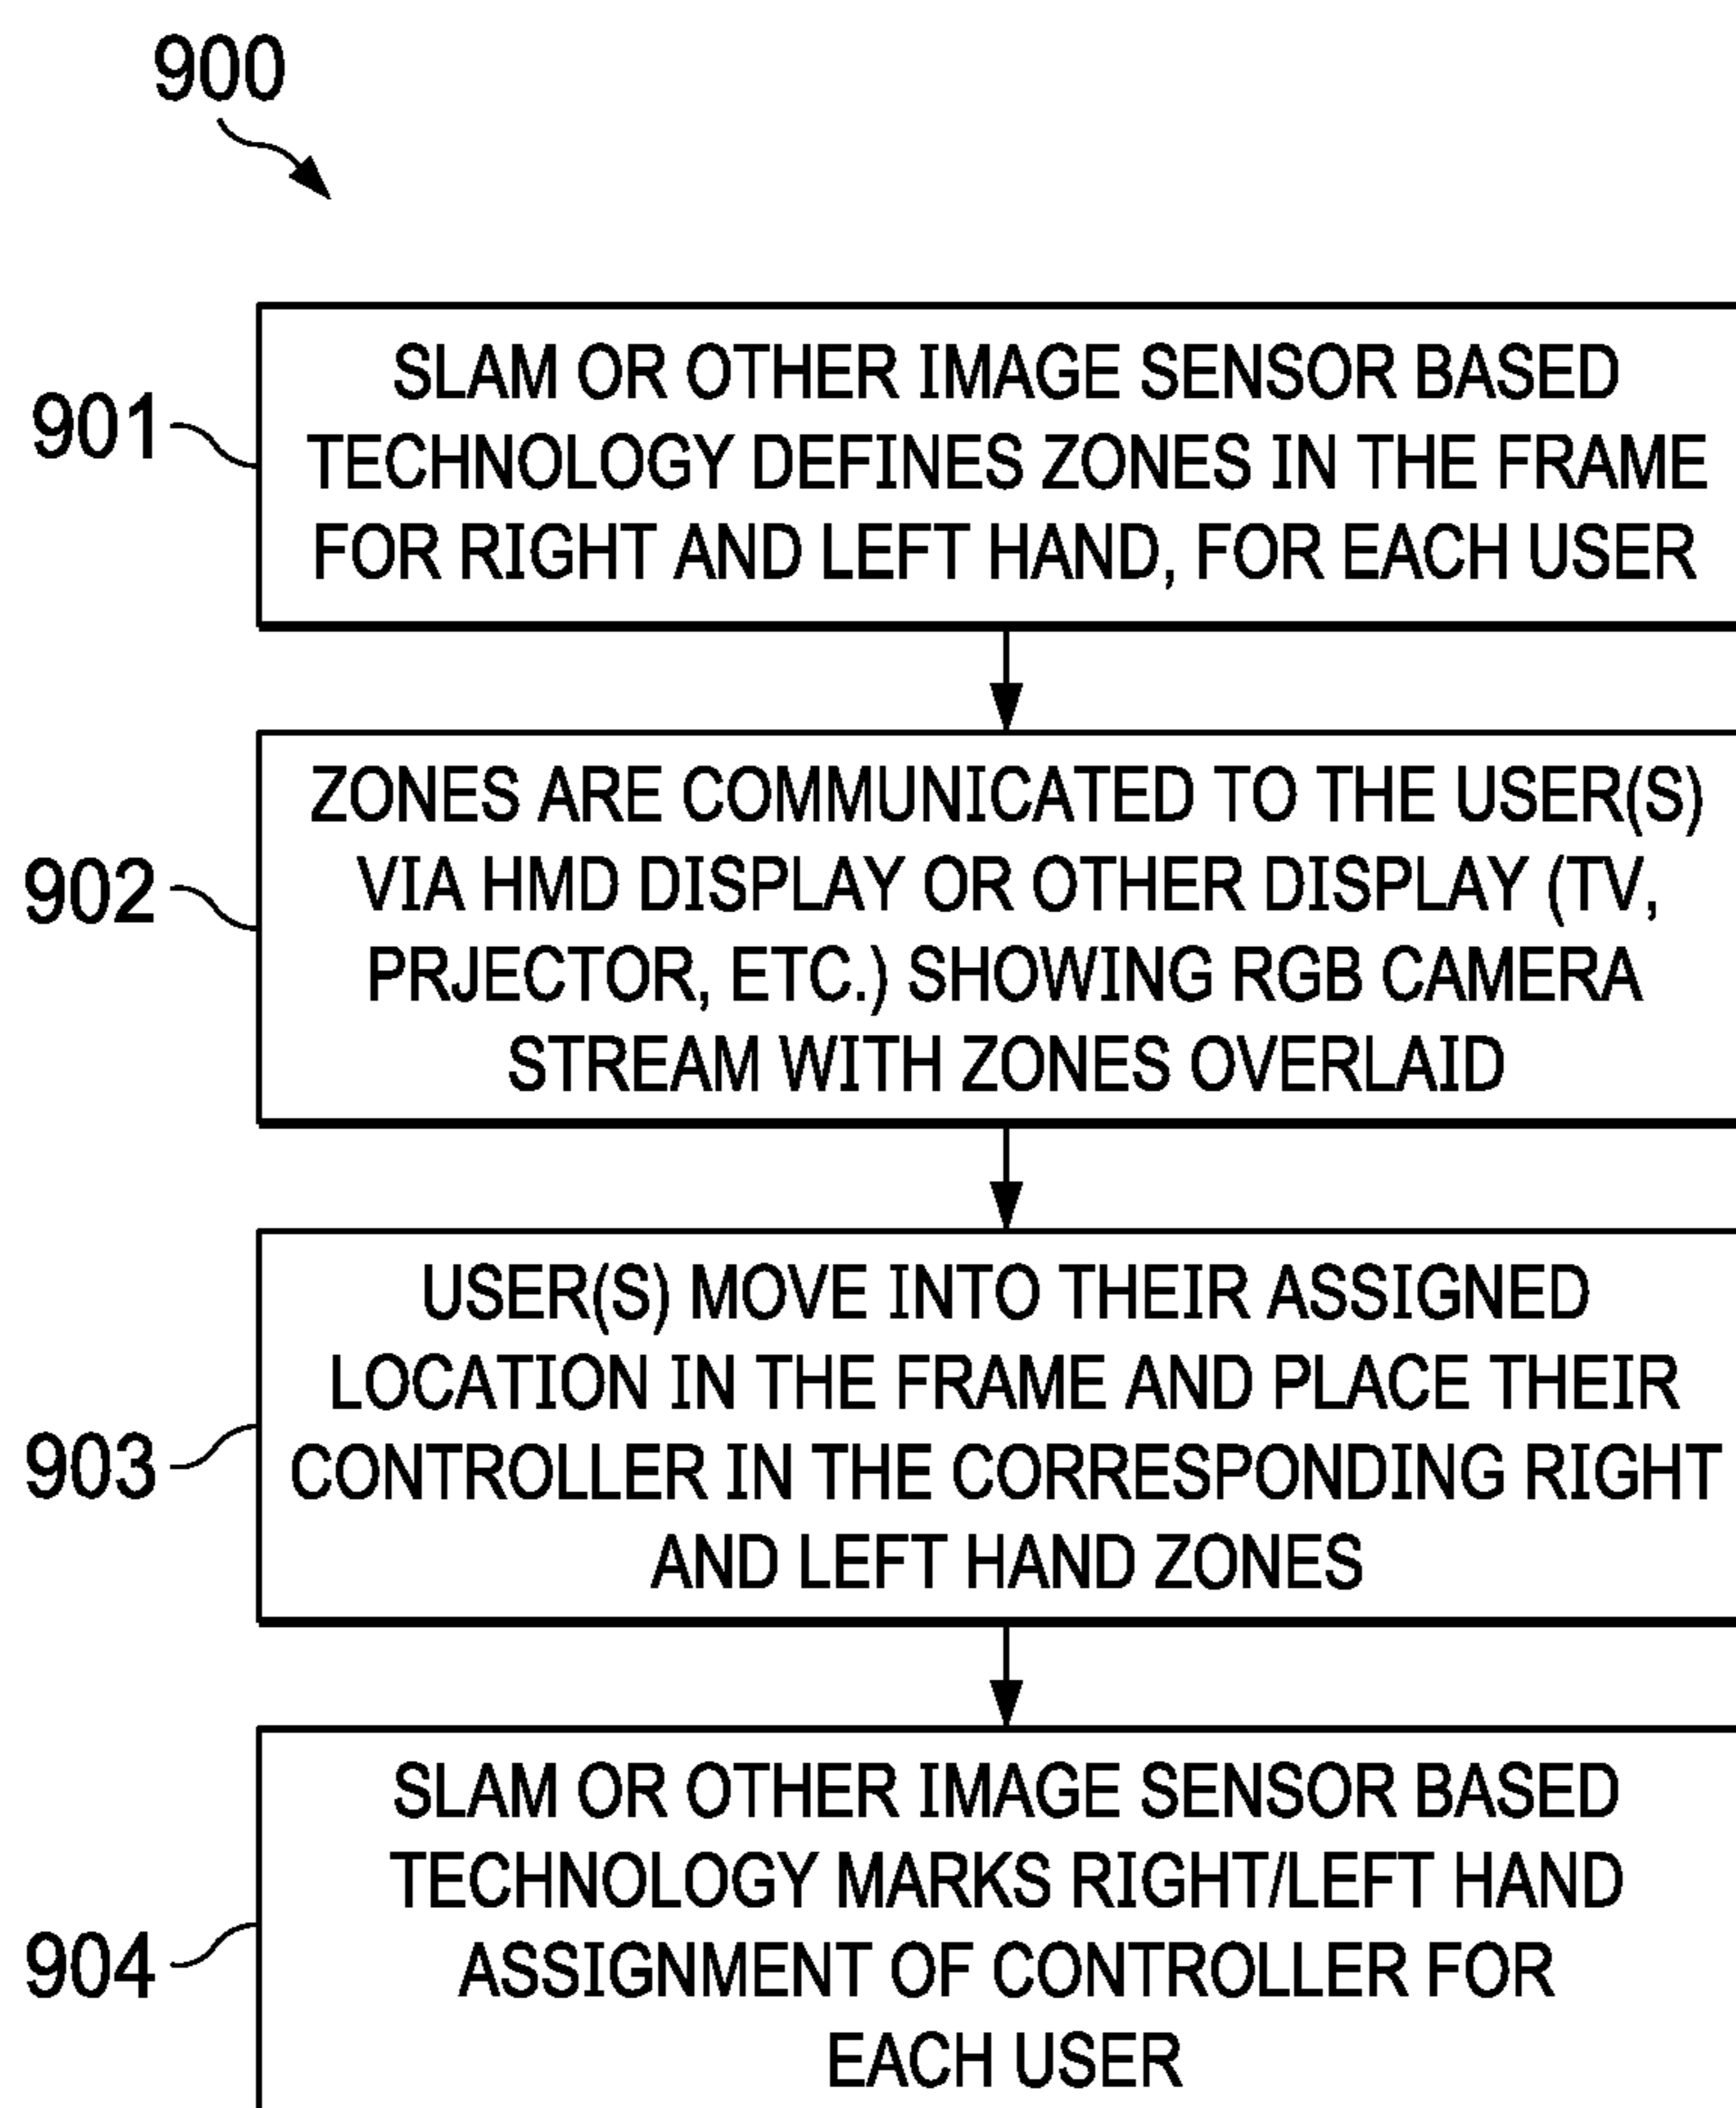 900
901
SLAM OR OTHER IMAGE SENSOR BASED
TECHNOLOGY DEFINES ZONES IN THE FRAME
FOR RIGHT AND LEFT HAND, FOR EACH USER
902
ZONES ARE COMMUNICATED TO THE USER(S)
VIA HMD DISPLAY OR OTHER DISPLAY (TV,
PRJECTOR, ETC.) SHOWING RGB CAMERA
STREAM WITH ZONES OVERLAID
903
USER(S) MOVE INTO THEIR ASSIGNED
LOCATION IN THE FRAME AND PLACE THEIR
CONTROLLER IN THE CORRESPONDING RIGHT
AND LEFT HAND ZONES
904
SLAM OR OTHER IMAGE SENSOR BASED
TECHNOLOGY MARKS RIGHT/LEFT HAND
ASSIGNMENT OF CONTROLLER FOR
EACH USER